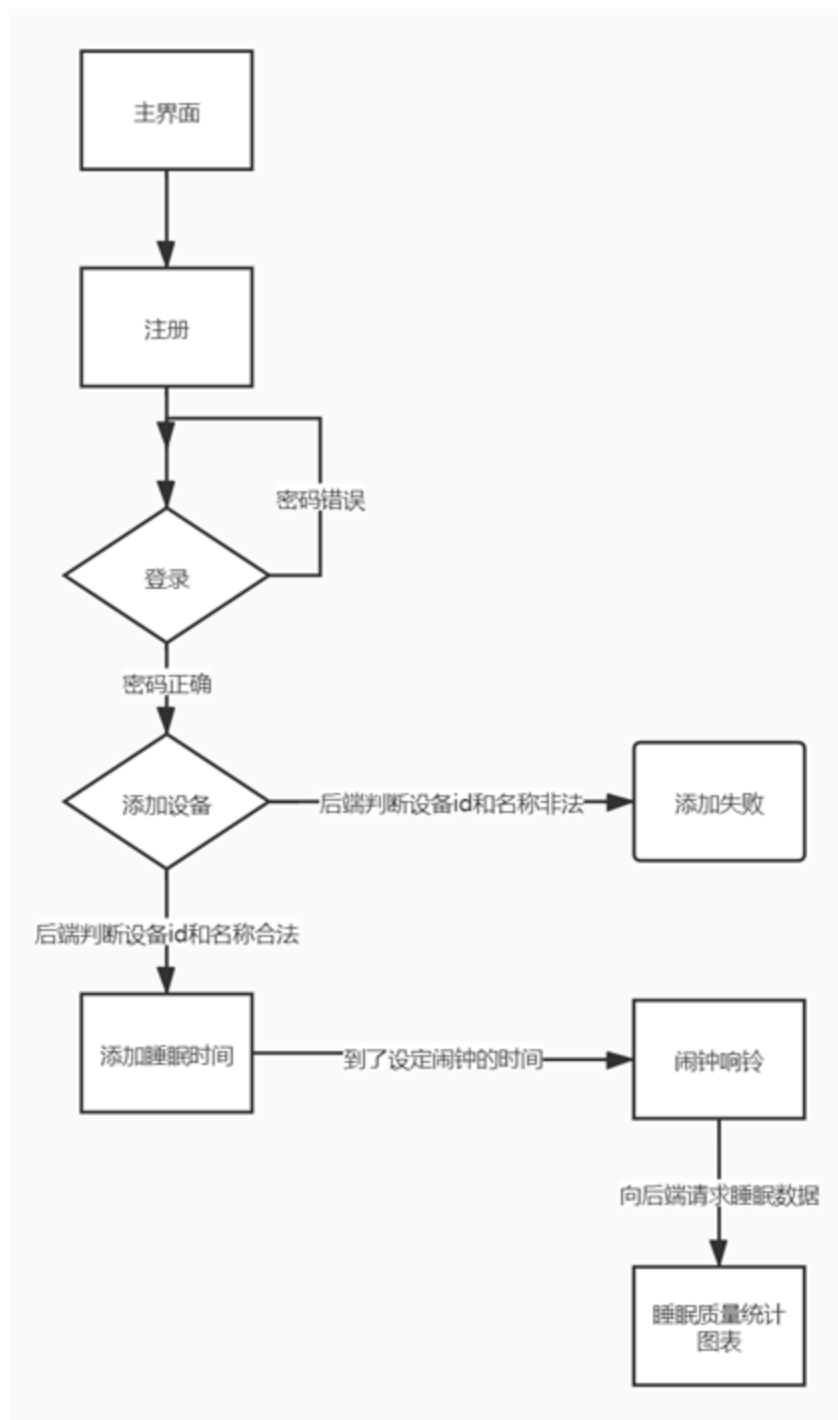 主界面
注册
密码错误
登录
密码正确
添加设备
后端判断设备id和名称非法
添加失败
后端判断设备id和名称合法
添加睡眠时间
到了设定闹钟的时间
闹钟响铃
向后端请求睡眠数据
睡眠质量统计
图表